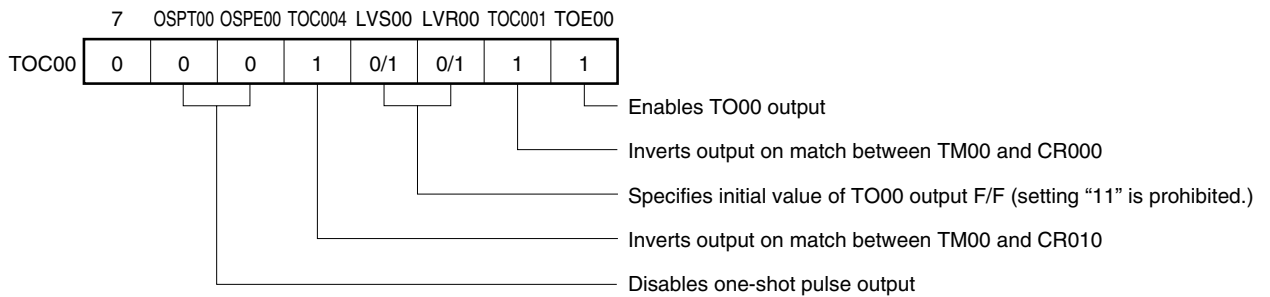 7 OSPT00 OSPE00 TOC004 LVS00 LVR00 TOC001 TOE00
TOC00 0 0 0 1 0/1 0/1 1 1
Enables TO00 output
Inverts output on match between TM00 and CR000
Specifies initial value of TO00 output F/F (setting “11” is prohibited.)
Inverts output on match between TM00 and CR010
Disables one-shot pulse output